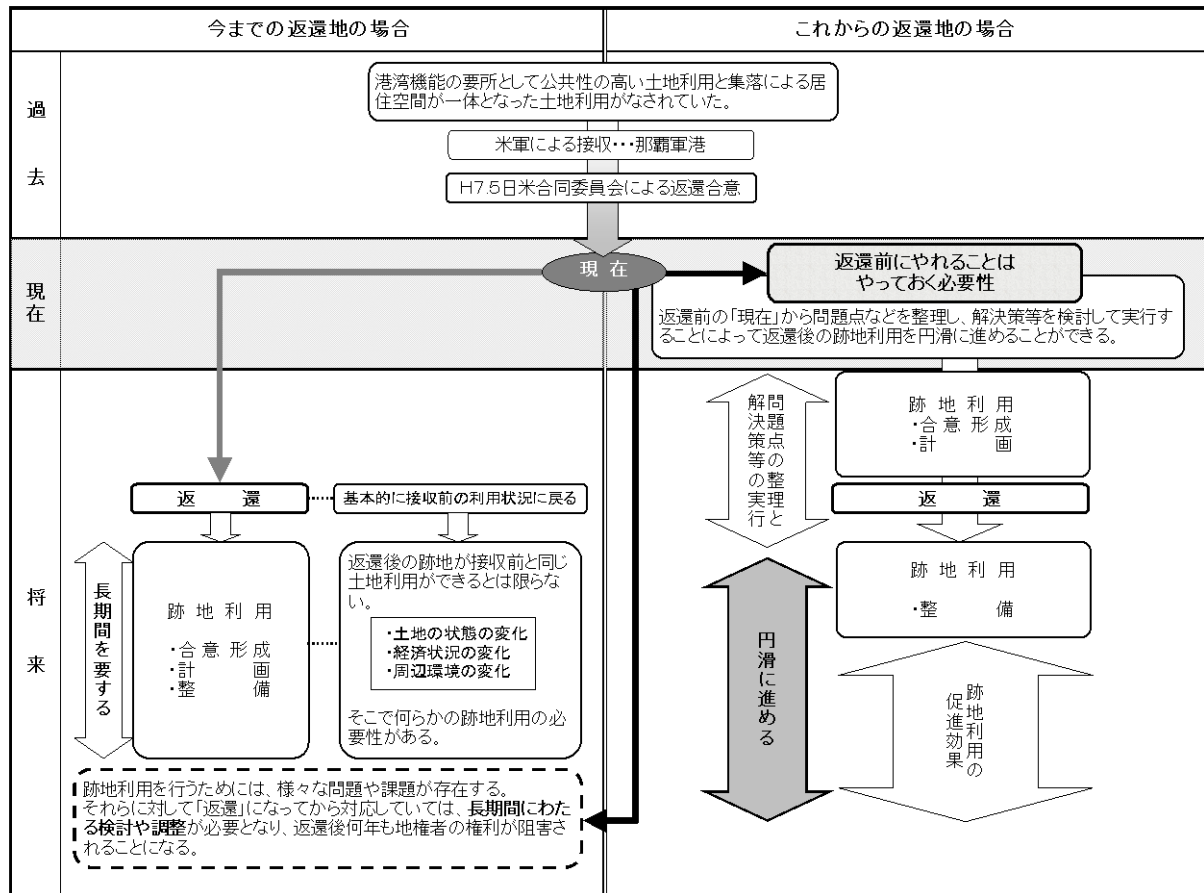 今までの返還地の場合
これからの返還地の場合
過去
港湾機能の要所として公共性の高い土地利用と集落による居
住空間が一体となった土地利用がなされていた。
米軍による接収・・・那覇軍港
H7.5日米合同委員会による返還合意
現在
現 在
返還前にやれることは
やっておく必要性
返還前の「現在」から問題点などを整理し、解決策等を検討して実行す
ることによって返還後の跡地利用を円滑に進めることができる。
将来
返 還
基本的に接収前の利用状況に戻る
長期間を要する
跡 地 利 用
・合 意 形 成
・計 画
・整 備
返還後の跡地が接収前と同じ
土地利用ができるとは限らな
い。
・土地の状態の変化
・経済状況の変化
・周辺環境の変化
そこで何らかの跡地利用の必
要性がある。
跡地利用を行うためには、様々な問題や課題が存在する。
それらに対して「返還」になってから対応していては、長期間にわた
る検討や調整が必要となり、返還後何年も地権者の権利が阻害さ
れることになる。
問題点の整理と
解決策等の実行
跡 地 利 用
・合 意 形 成
・計 画
返 還
跡 地 利 用
・整 備
円滑に進める
跡地利用の
促進効果